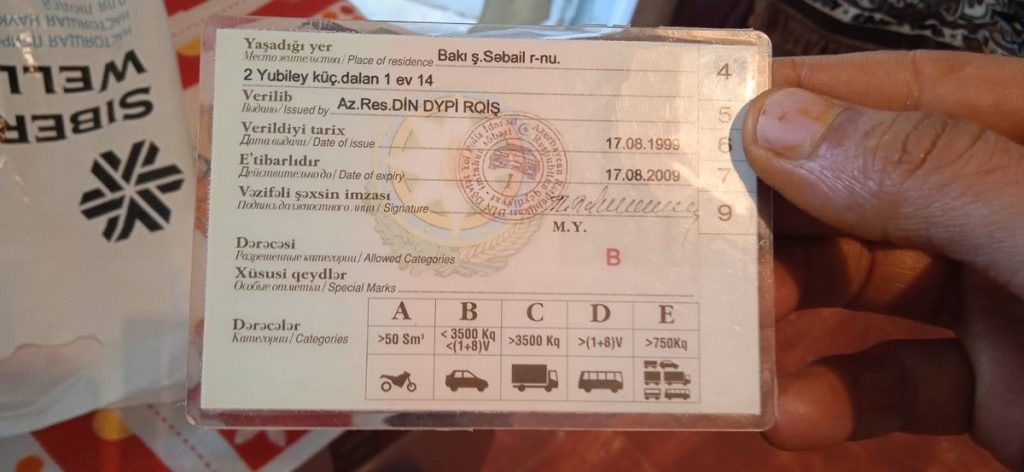 Yaşadığı yer
Место жительства / Place of residence Bakı ş.Səbail r-nu. 4
2 Yubiley küç.dalan 1 ev 14
Verilib 5
Выдано / Issued by Az.Res.DİN DYPİ RQİŞ
Verildiyi tarix
Дата выдачи / Date of issue 17.08.1999 6
E'tibarlıdır
Действительно до / Date of expiry 17.08.2009 7
Vəzifəli şəxsin imzası
Подпись должностного лица / Signature 9
M.Y.
Dərəcəsi
Разрешенные категории / Allowed Categories B
Xüsusi qeydlər
Особые отметки / Special Marks
Dərəcələr
Категории / Categories
A B C D E
>50 Sm³ < 3500 Kq <(1+8)V >3500 Kq >(1+8)V >750Kq
SIBER
WELL